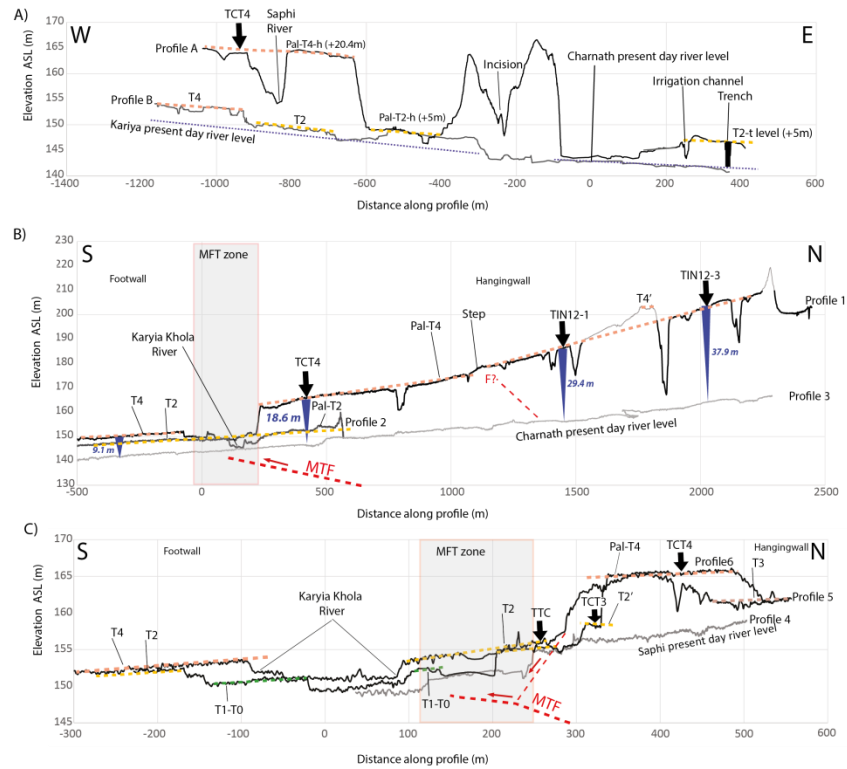 A)
TCT4
Saphi
River
W
E
Profile A
Pal-T4-h (+20.4m)
Incision
Charnath present day river level
Irrigation channel
Trench
Profile B
T4
T2
Pal-T2-h (+5m)
T2-t level (+5m)
Kariya present day river level
Elevation ASL (m)
170
165
160
155
150
145
140
-1400
-1200
-1000
-800
-600
-400
-200
0
200
400
600
Distance along profile (m)
B)
S
N
MFT zone
Footwall
Hangingwall
TIN12-3
TIN12-1
T4'
Profile 1
Karyia Khola
River
TCT4
Pal-T4
Step
F?-
37.9 m
29.4 m
Profile 3
T4
T2
18.6 m
Pal-T2
Profile 2
Charnath present day river level
9.1 m
MTF
Elevation ASL (m)
230
220
210
200
190
180
170
160
150
140
130
-500
0
500
1000
1500
2000
2500
Distance along profile (m)
C)
S
N
Footwall
MFT zone
Hangingwall
Pal-T4
TCT4
Profile6
T3
Profile 5
Karyia Khola
River
T2
TTC
TCT3
T2'
Profile 4
Saphi present day river level
T4
T2
T1-T0
T1-T0
MTF
Elevation ASL (m)
170
165
160
155
150
145
-300
-200
-100
0
100
200
300
400
500
600
Distance along profile (m)